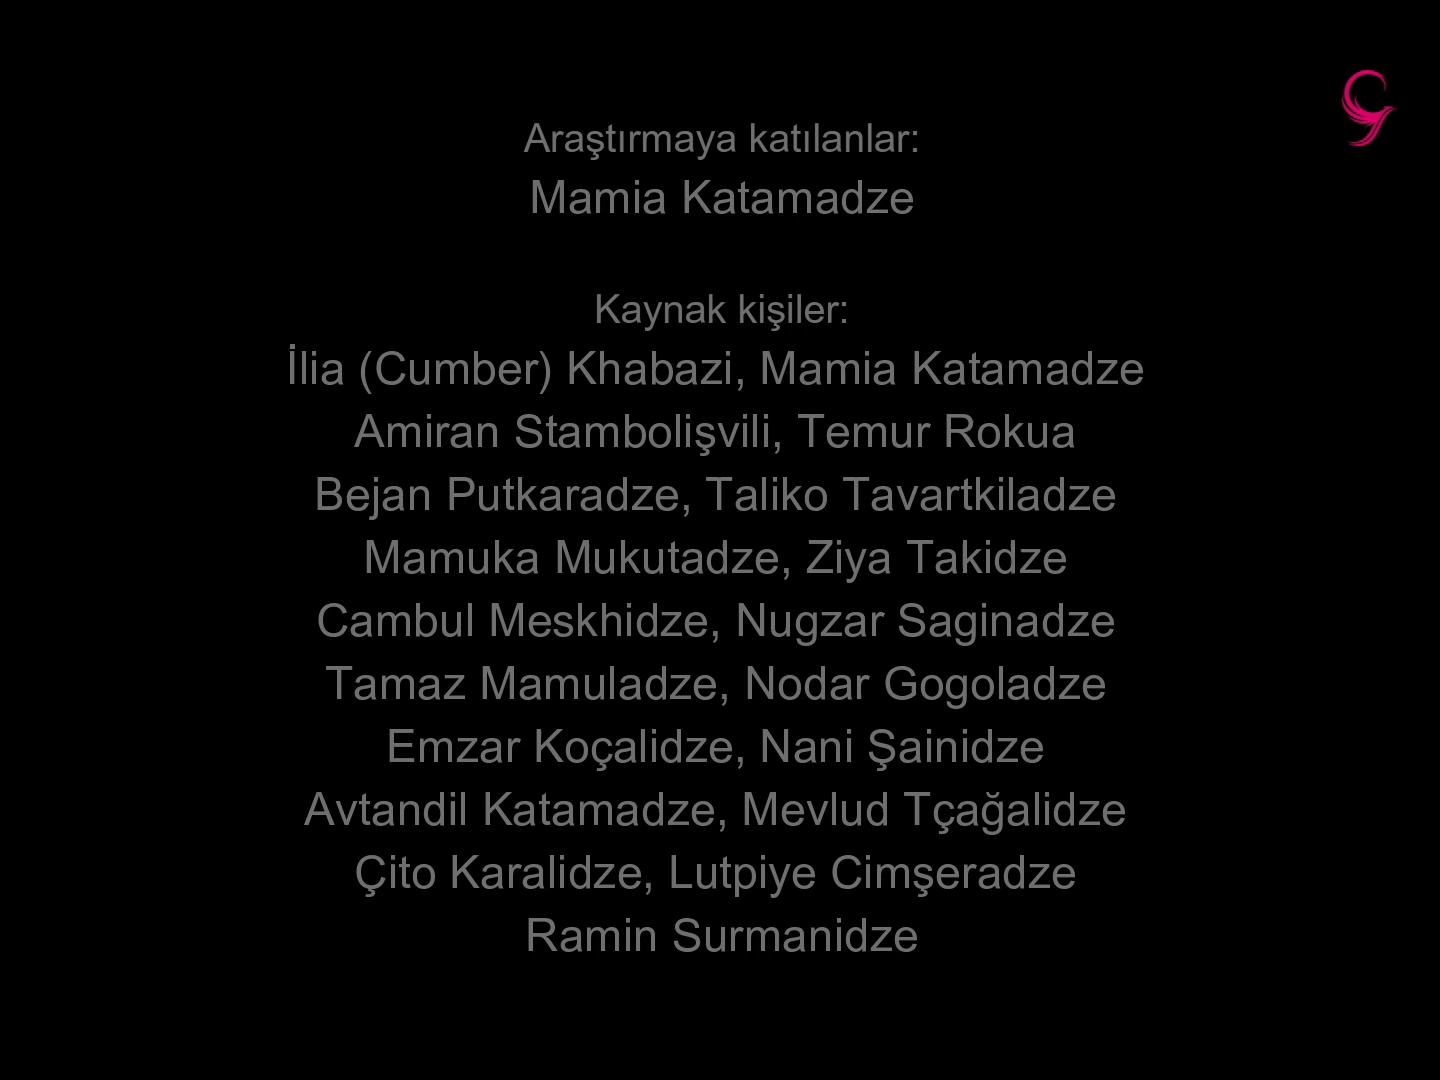 Araştırmaya katılanlar:
Mamia Katamadze
Kaynak kişiler:
İlia (Cumber) Khabazi, Mamia Katamadze
Amiran Stambolişvili, Temur Rokua
Bejan Putkaradze, Taliko Tavartkiladze
Mamuka Mukutadze, Ziya Takidze
Cambul Meskhidze, Nugzar Saginadze
Tamaz Mamuladze, Nodar Gogoladze
Emzar Koçalidze, Nani Şainidze
Avtandil Katamadze, Mevlud Tçağalidze
Çito Karalidze, Lutpiye Cimşeradze
Ramin Surmanidze